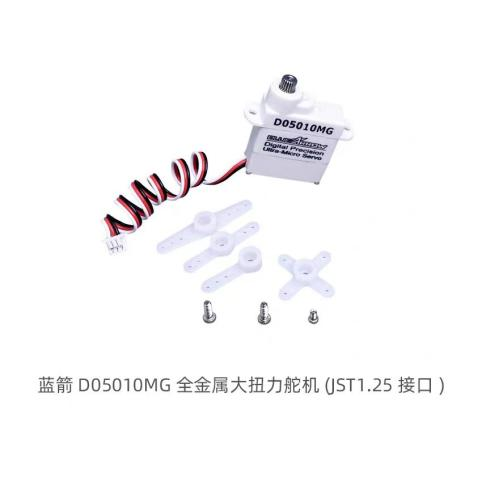 D05010MG
BLUEARROW
Digital Precision
Ultra-Micro Servo
蓝箭 D05010MG 全金属大扭力舵机 (JST1.25 接口 )